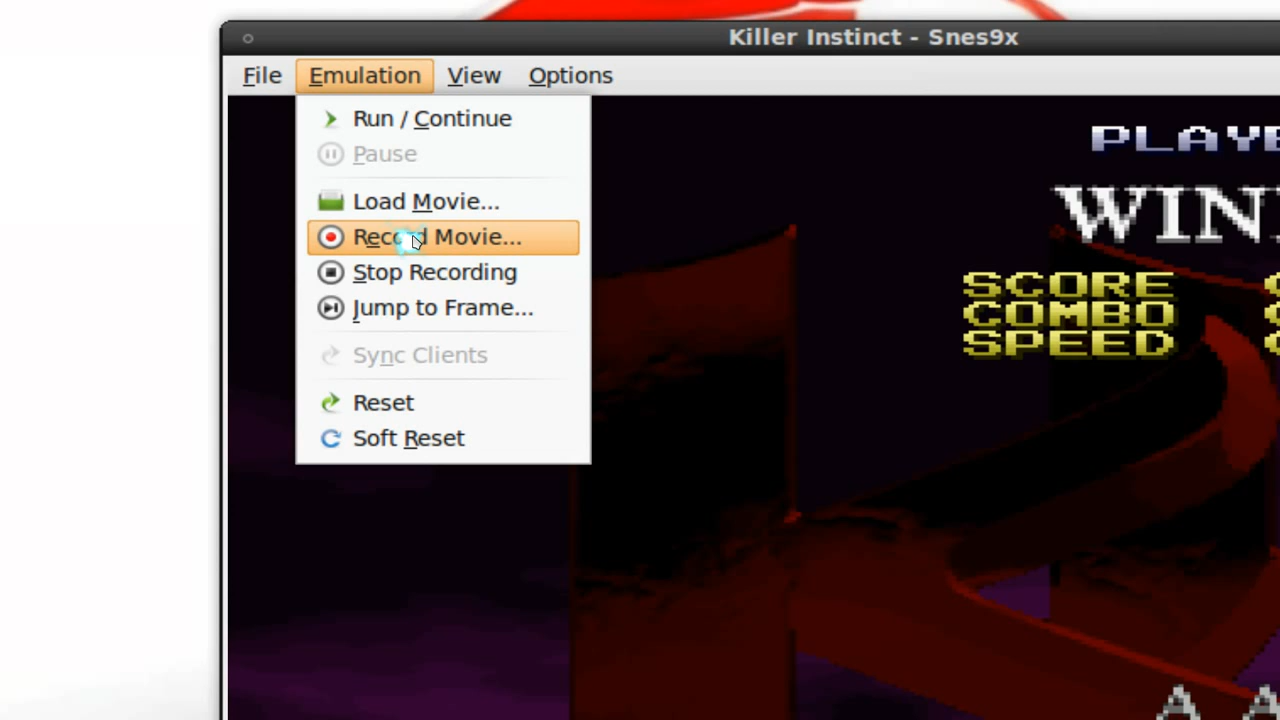 Killer Instinct - Snes9x
File Emulation View Options
Run / Continue
Pause
Load Movie...
Record Movie...
Stop Recording
Jump to Frame...
Sync Clients
Reset
Soft Reset
SCORE
COMBO
SPEED